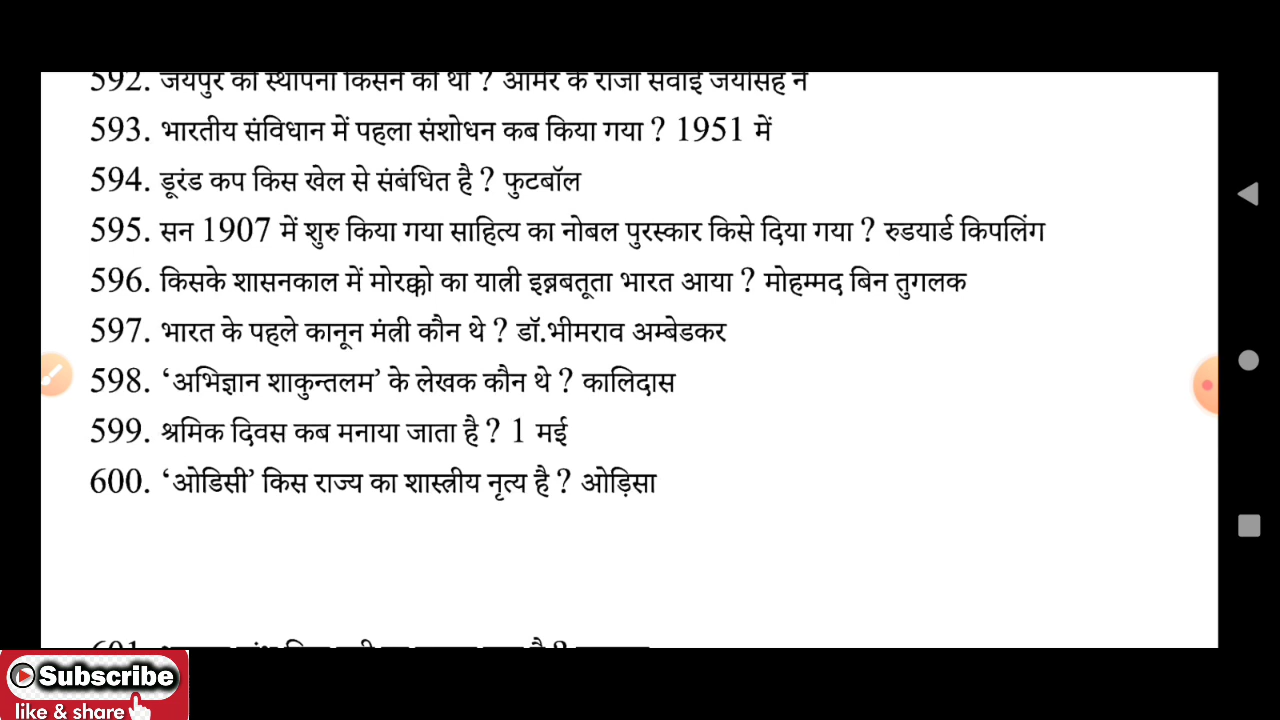 592. जयपुर की स्थापना किसने की थी ? आमेर के राजा सवाई जयसिंह ने
593. भारतीय संविधान में पहला संशोधन कब किया गया ? 1951 में
594. डूरंड कप किस खेल से संबंधित है ? फुटबॉल
595. सन 1907 में शुरु किया गया साहित्य का नोबल पुरस्कार किसे दिया गया ? रुडयार्ड किपलिंग
596. किसके शासनकाल में मोरक्को का यात्री इब्नबतूता भारत आया ? मोहम्मद बिन तुगलक
597. भारत के पहले कानून मंत्री कौन थे ? डॉ.भीमराव अम्बेडकर
598. ‘अभिज्ञान शाकुन्तलम’ के लेखक कौन थे ? कालिदास
599. श्रमिक दिवस कब मनाया जाता है ? 1 मई
600. ‘ओडिसी’ किस राज्य का शास्त्रीय नृत्य है ? ओड़िसा
601.
Subscribe
like & share